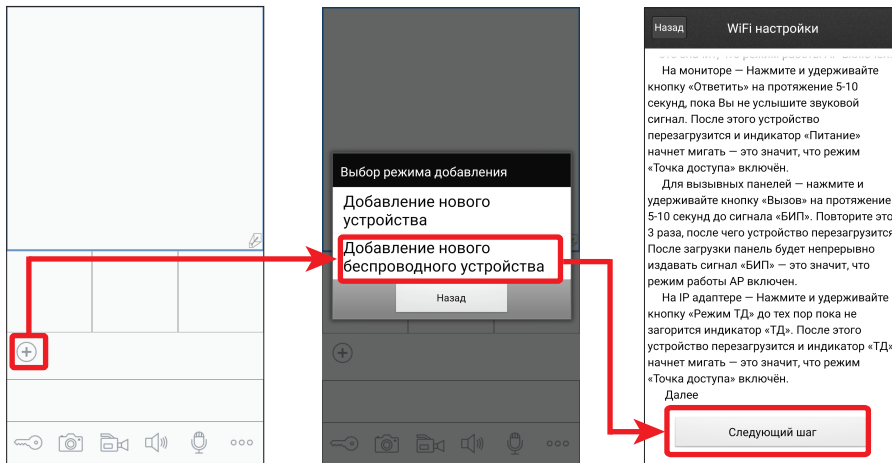 Выбор режима добавления
Добавление нового
устройства
Добавление нового
беспроводного устройства
Назад
Назад
WiFi настройки
На мониторе — Нажмите и удерживайте
кнопку «Ответить» на протяжение 5-10
секунд, пока Вы не услышите звуковой
сигнал. После этого устройство
перезагрузится и индикатор «Питание»
начнет мигать — это значит, что режим
«Точка доступа» включён.
Для вызывных панелей — нажмите и
удерживайте кнопку «Вызов» на протяжение
5-10 секунд до сигнала «БИП». Повторите это
3 раза, после чего устройство перезагрузится
После загрузки панель будет непрерывно
издавать сигнал «БИП» — это значит, что
режим работы АР включен.
На IP адаптере — Нажмите и удерживайте
кнопку «Режим ТД» до тех пор пока не
загорится индикатор «ТД». После этого
устройство перезагрузится и индикатор «ТД»
начнет мигать — это значит, что режим
«Точка доступа» включён.
Далее
Следующий шаг